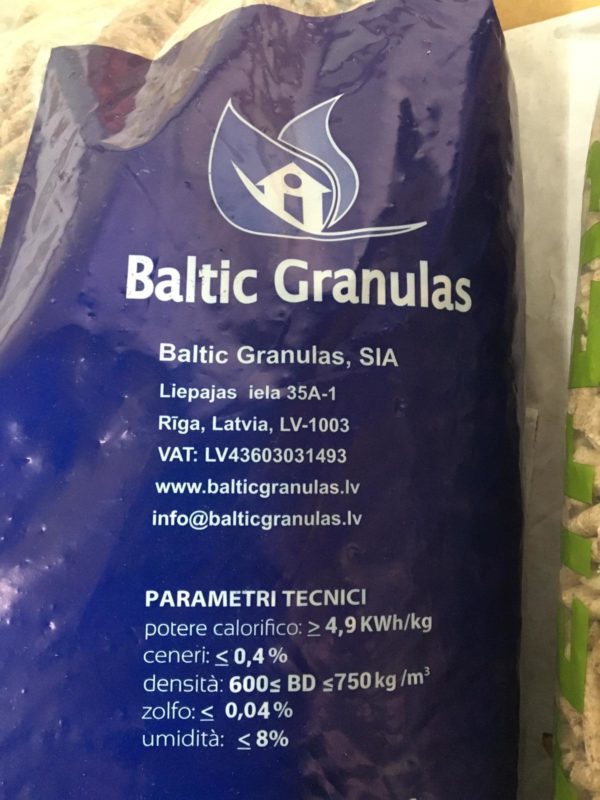 Baltic Granulas
Baltic Granulas, SIA
Liepajas iela 35A-1
Rīga, Latvia, LV-1003
VAT: LV43603031493
www.balticgranulas.lv
info@balticgranulas.lv
PARAMETRI TECNICI
potere calorifico: ≥ 4,9 KWh/kg
ceneri: ≤ 0,4 %
densità: 600≤ BD ≤750 kg /m³
zolfo: ≤ 0,04 %
umidità: ≤ 8%